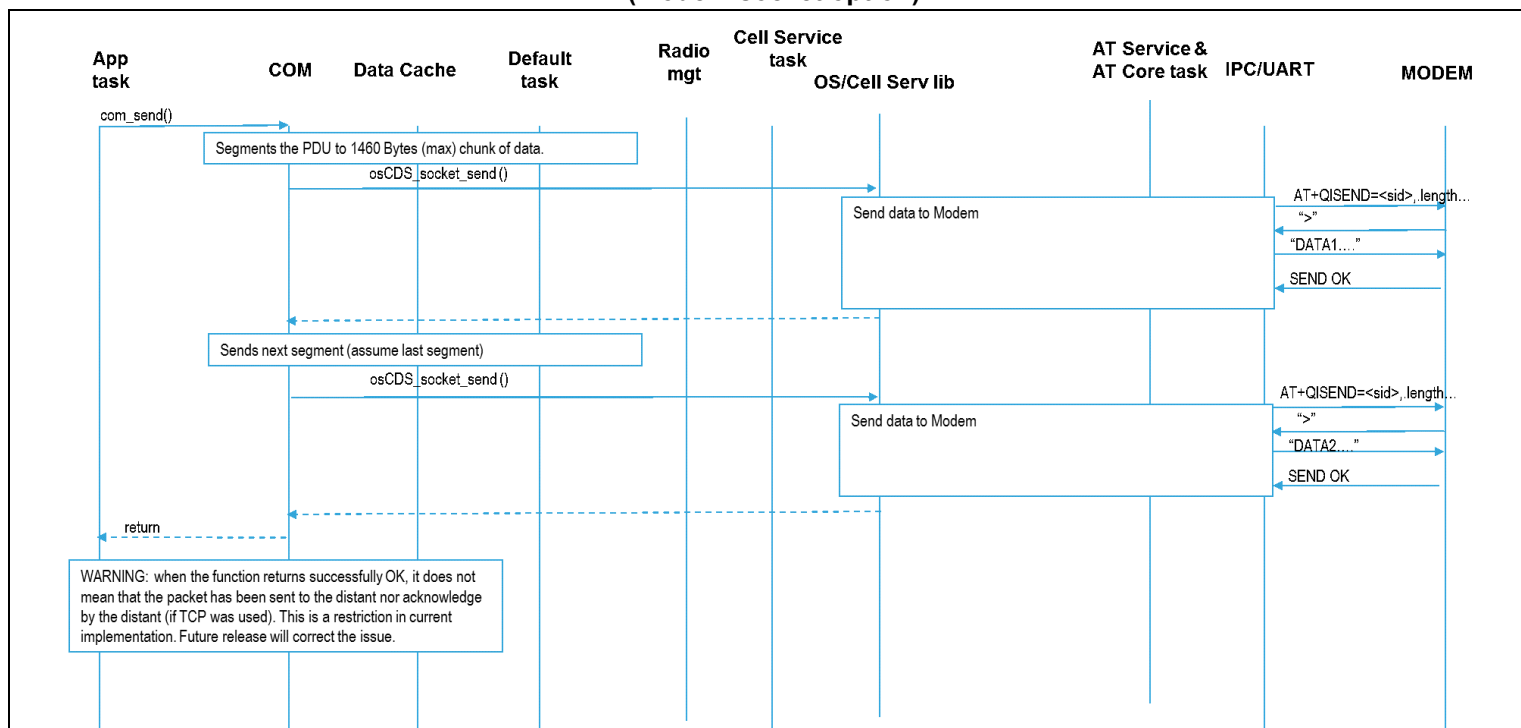 App
task
COM
Data Cache
Default
task
Radio
mgt
Cell Service
task
OS/Cell Serv lib
AT Service &
AT Core task
IPC/UART
MODEM
com_send()
Segments the PDU to 1460 Bytes (max) chunk of data.
osCDS_socket_send()
Send data to Modem
AT+QISEND=<sid>,.length…
“>”
“DATA1….”
SEND OK
Sends next segment (assume last segment)
osCDS_socket_send()
Send data to Modem
AT+QISEND=<sid>,.length…
“>”
“DATA2….”
SEND OK
return
WARNING: when the function returns successfully OK, it does not
mean that the packet has been sent to the distant nor acknowledge
by the distant (if TCP was used). This is a restriction in current
implementation. Future release will correct the issue.